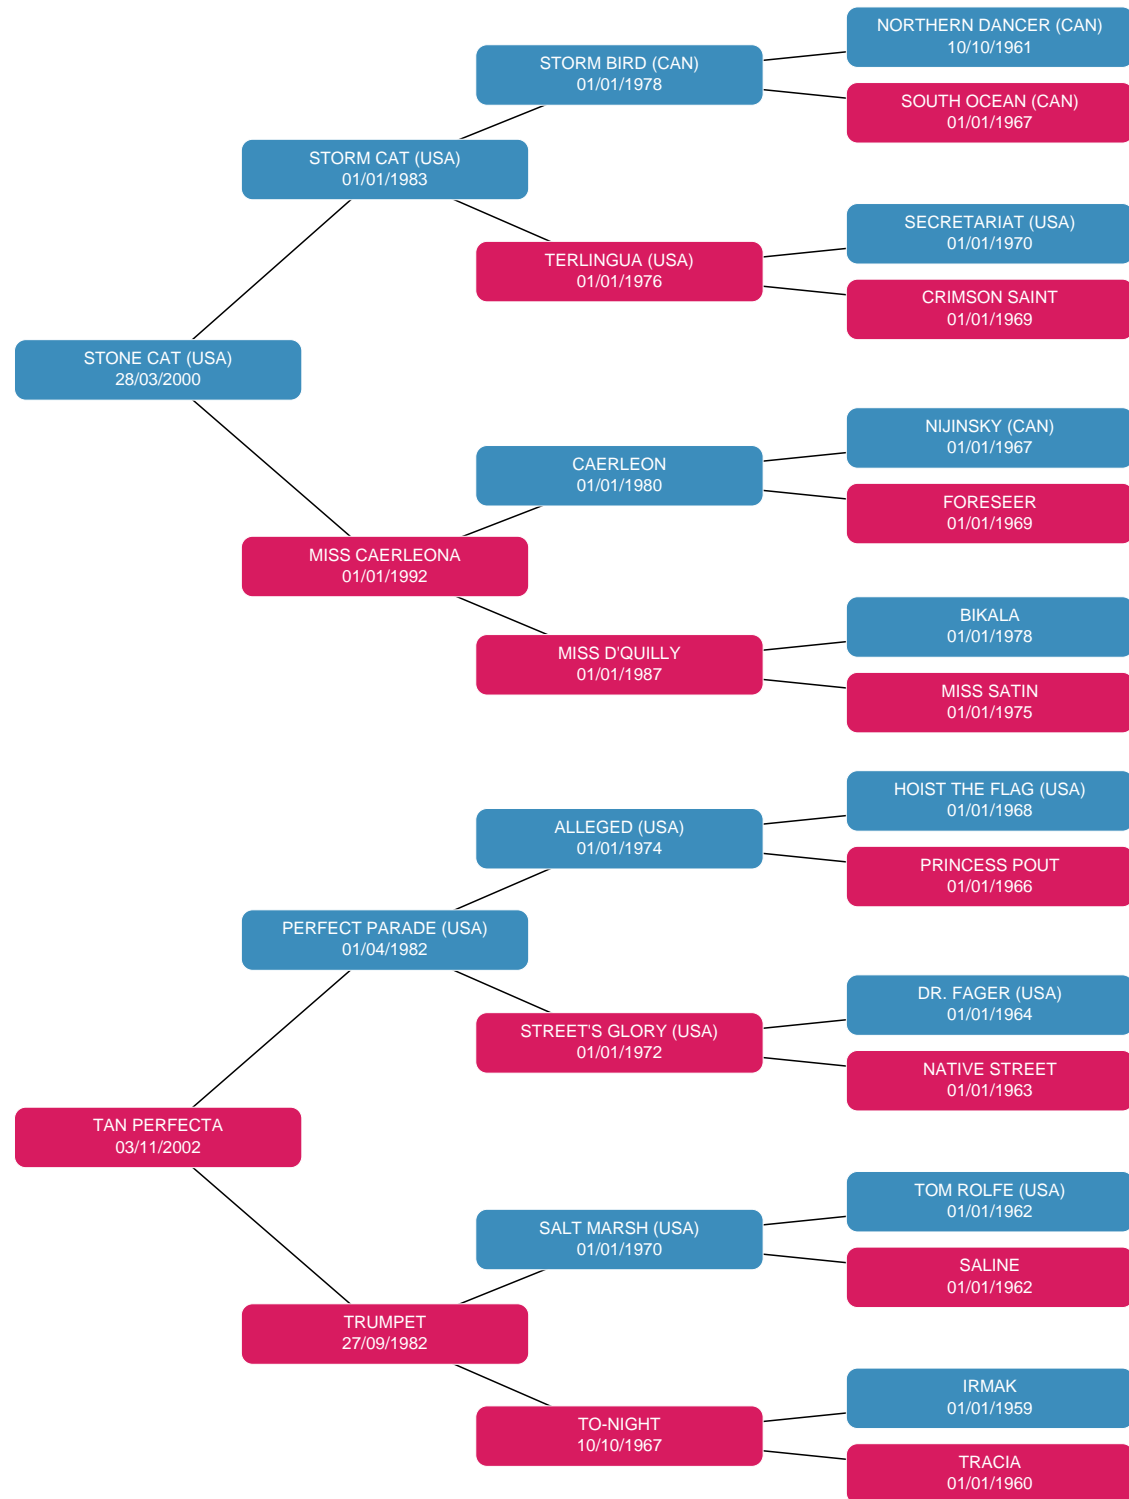 NORTHERN DANCER (CAN)
10/10/1961
STORM BIRD (CAN)
01/01/1978
SOUTH OCEAN (CAN)
01/01/1967
STORM CAT (USA)
01/01/1983
SECRETARIAT (USA)
01/01/1970
TERLINGUA (USA)
01/01/1976
CRIMSON SAINT
01/01/1969
STONE CAT (USA)
28/03/2000
NIJINSKY (CAN)
01/01/1967
CAERLEON
01/01/1980
FORESEER
01/01/1969
MISS CAERLEONA
01/01/1992
BIKALA
01/01/1978
MISS D'QUILLY
01/01/1987
MISS SATIN
01/01/1975
HOIST THE FLAG (USA)
01/01/1968
ALLEGED (USA)
01/01/1974
PRINCESS POUT
01/01/1966
PERFECT PARADE (USA)
01/04/1982
DR. FAGER (USA)
01/01/1964
STREET'S GLORY (USA)
01/01/1972
NATIVE STREET
01/01/1963
TAN PERFECTA
03/11/2002
TOM ROLFE (USA)
01/01/1962
SALT MARSH (USA)
01/01/1970
SALINE
01/01/1962
TRUMPET
27/09/1982
IRMAK
01/01/1959
TO-NIGHT
10/10/1967
TRACIA
01/01/1960